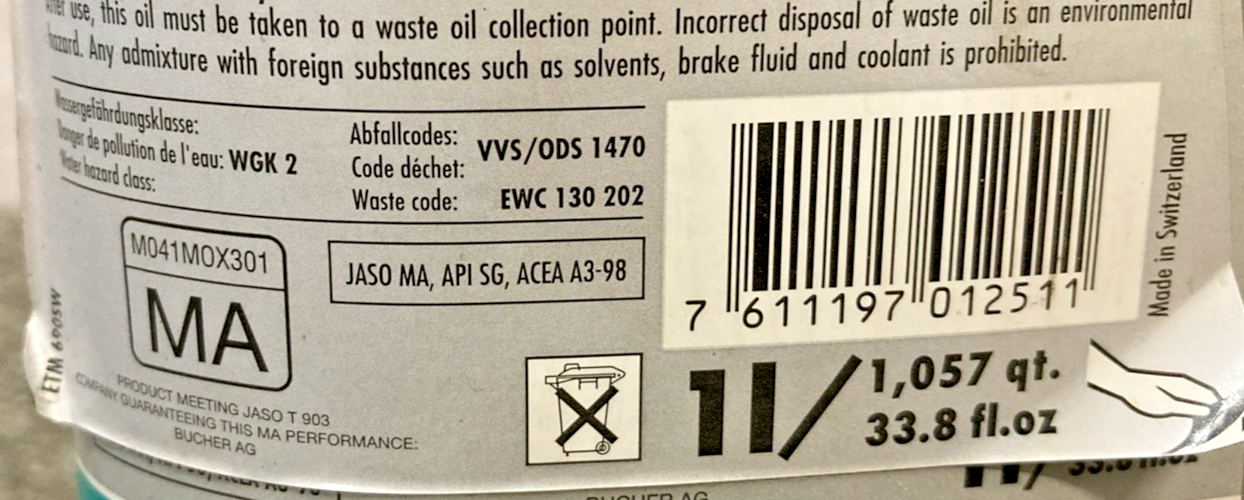 After use, this oil must be taken to a waste oil collection point. Incorrect disposal of waste oil is an environmental
hazard. Any admixture with foreign substances such as solvents, brake fluid and coolant is prohibited.
Wassergefährdungsklasse:
Danger de pollution de l'eau: WGK 2
Water hazard class:
Abfallcodes:
Code déchet: VVS/ODS 1470
Waste code: EWC 130 202
M041MOX301
MA
JASO MA, API SG, ACEA A3-98
PRODUCT MEETING JASO T 903
COMPANY GUARANTEEING THIS MA PERFORMANCE:
BUCHER AG
7 611197 012511
Made in Switzerland
1l/ 1,057 qt.
33.8 fl.oz
BUCHER AG